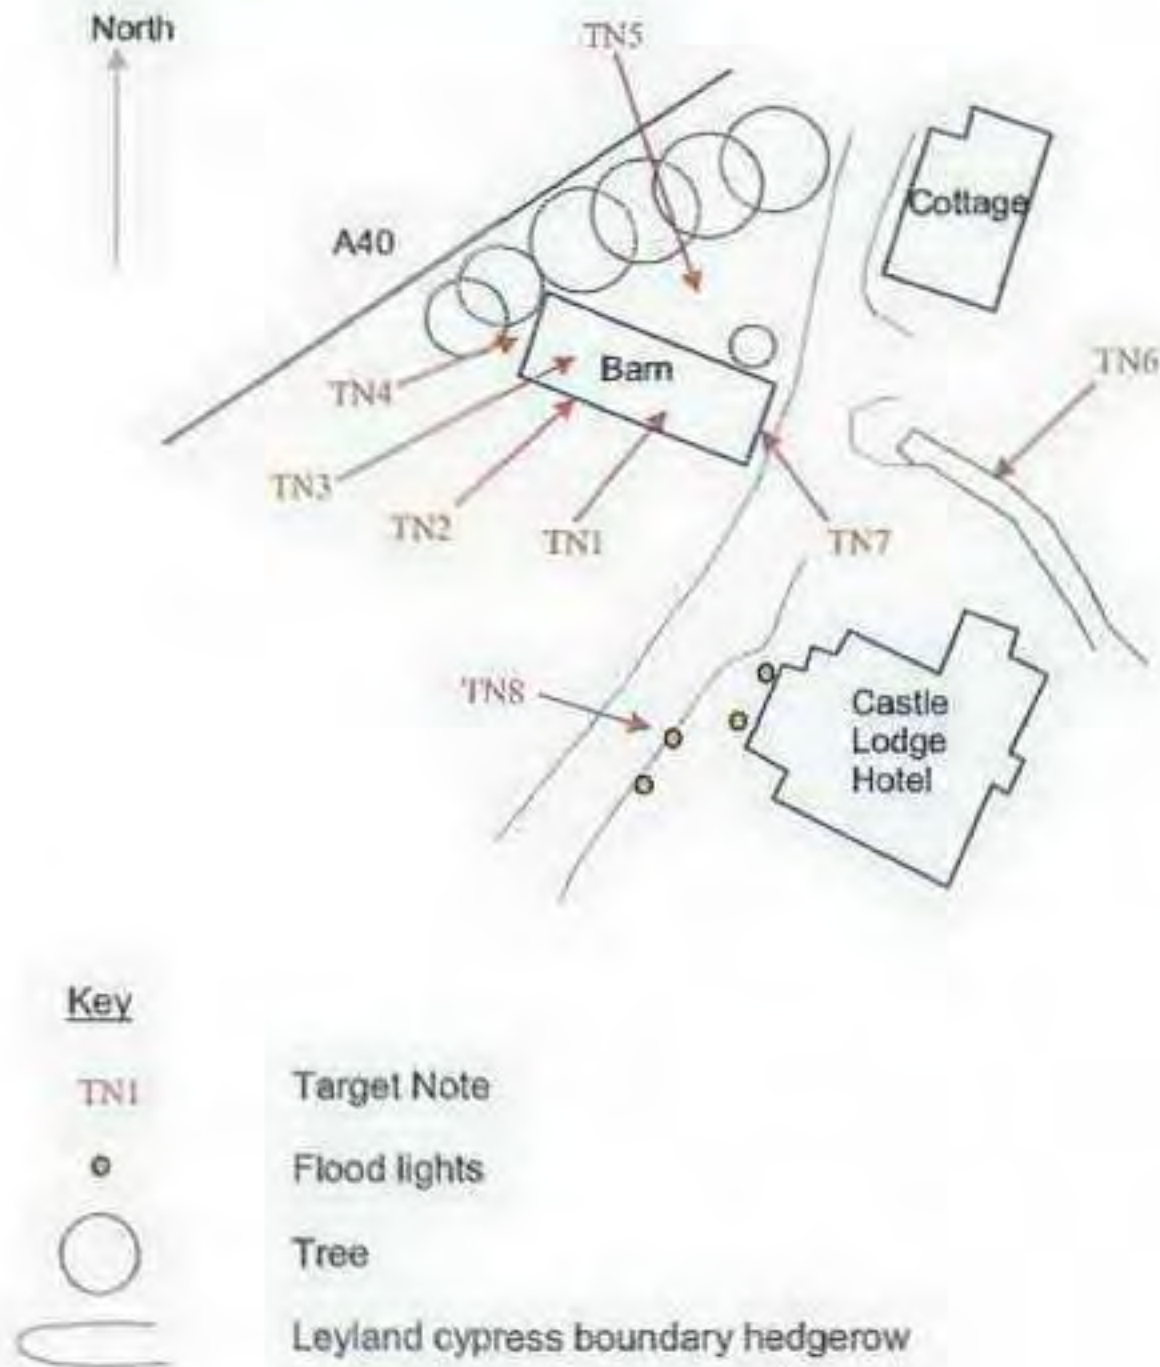 North
TN5
Cottage
A40
TN6
Barn
TN4
TN3
TN2
TN1
TN7
TN8
Castle
Lodge
Hotel
Key
TN1
Target Note
Flood lights
Tree
Leyland cypress boundary hedgerow